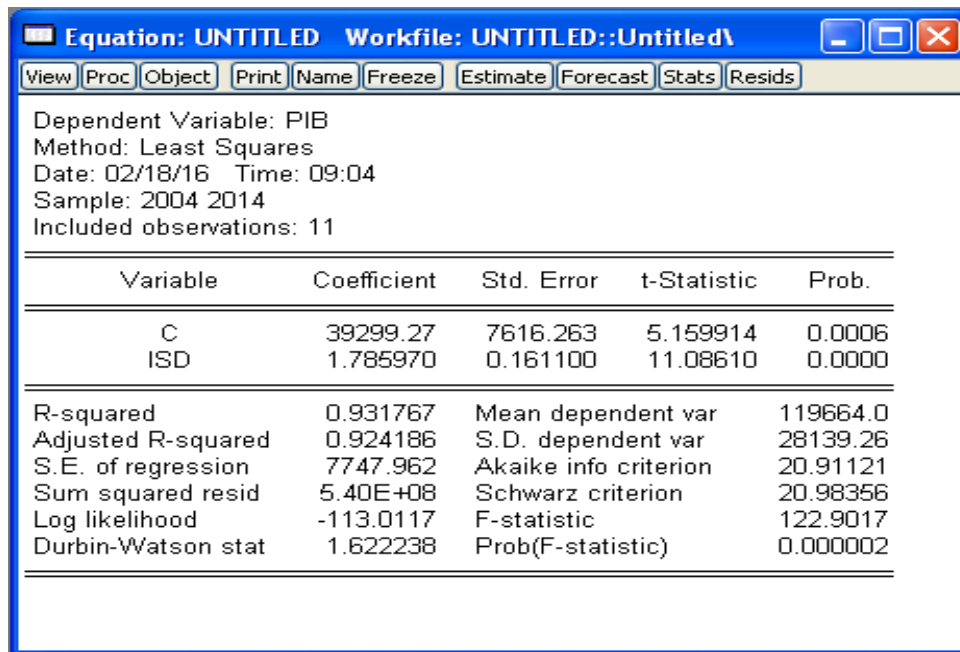 Equation: UNTITLED Workfile: UNTITLED::Untitled\
View Proc Object Print Name Freeze Estimate Forecast Stats Resids
Dependent Variable: PIB
Method: Least Squares
Date: 02/18/16 Time: 09:04
Sample: 2004 2014
Included observations: 11
Variable Coefficient Std. Error t-Statistic Prob.
C 39299.27 7616.263 5.159914 0.0006
ISD 1.785970 0.161100 11.08610 0.0000
R-squared 0.931767 Mean dependent var 119664.0
Adjusted R-squared 0.924186 S.D. dependent var 28139.26
S.E. of regression 7747.962 Akaike info criterion 20.91121
Sum squared resid 5.40E+08 Schwarz criterion 20.98356
Log likelihood -113.0117 F-statistic 122.9017
Durbin-Watson stat 1.622238 Prob(F-statistic) 0.000002